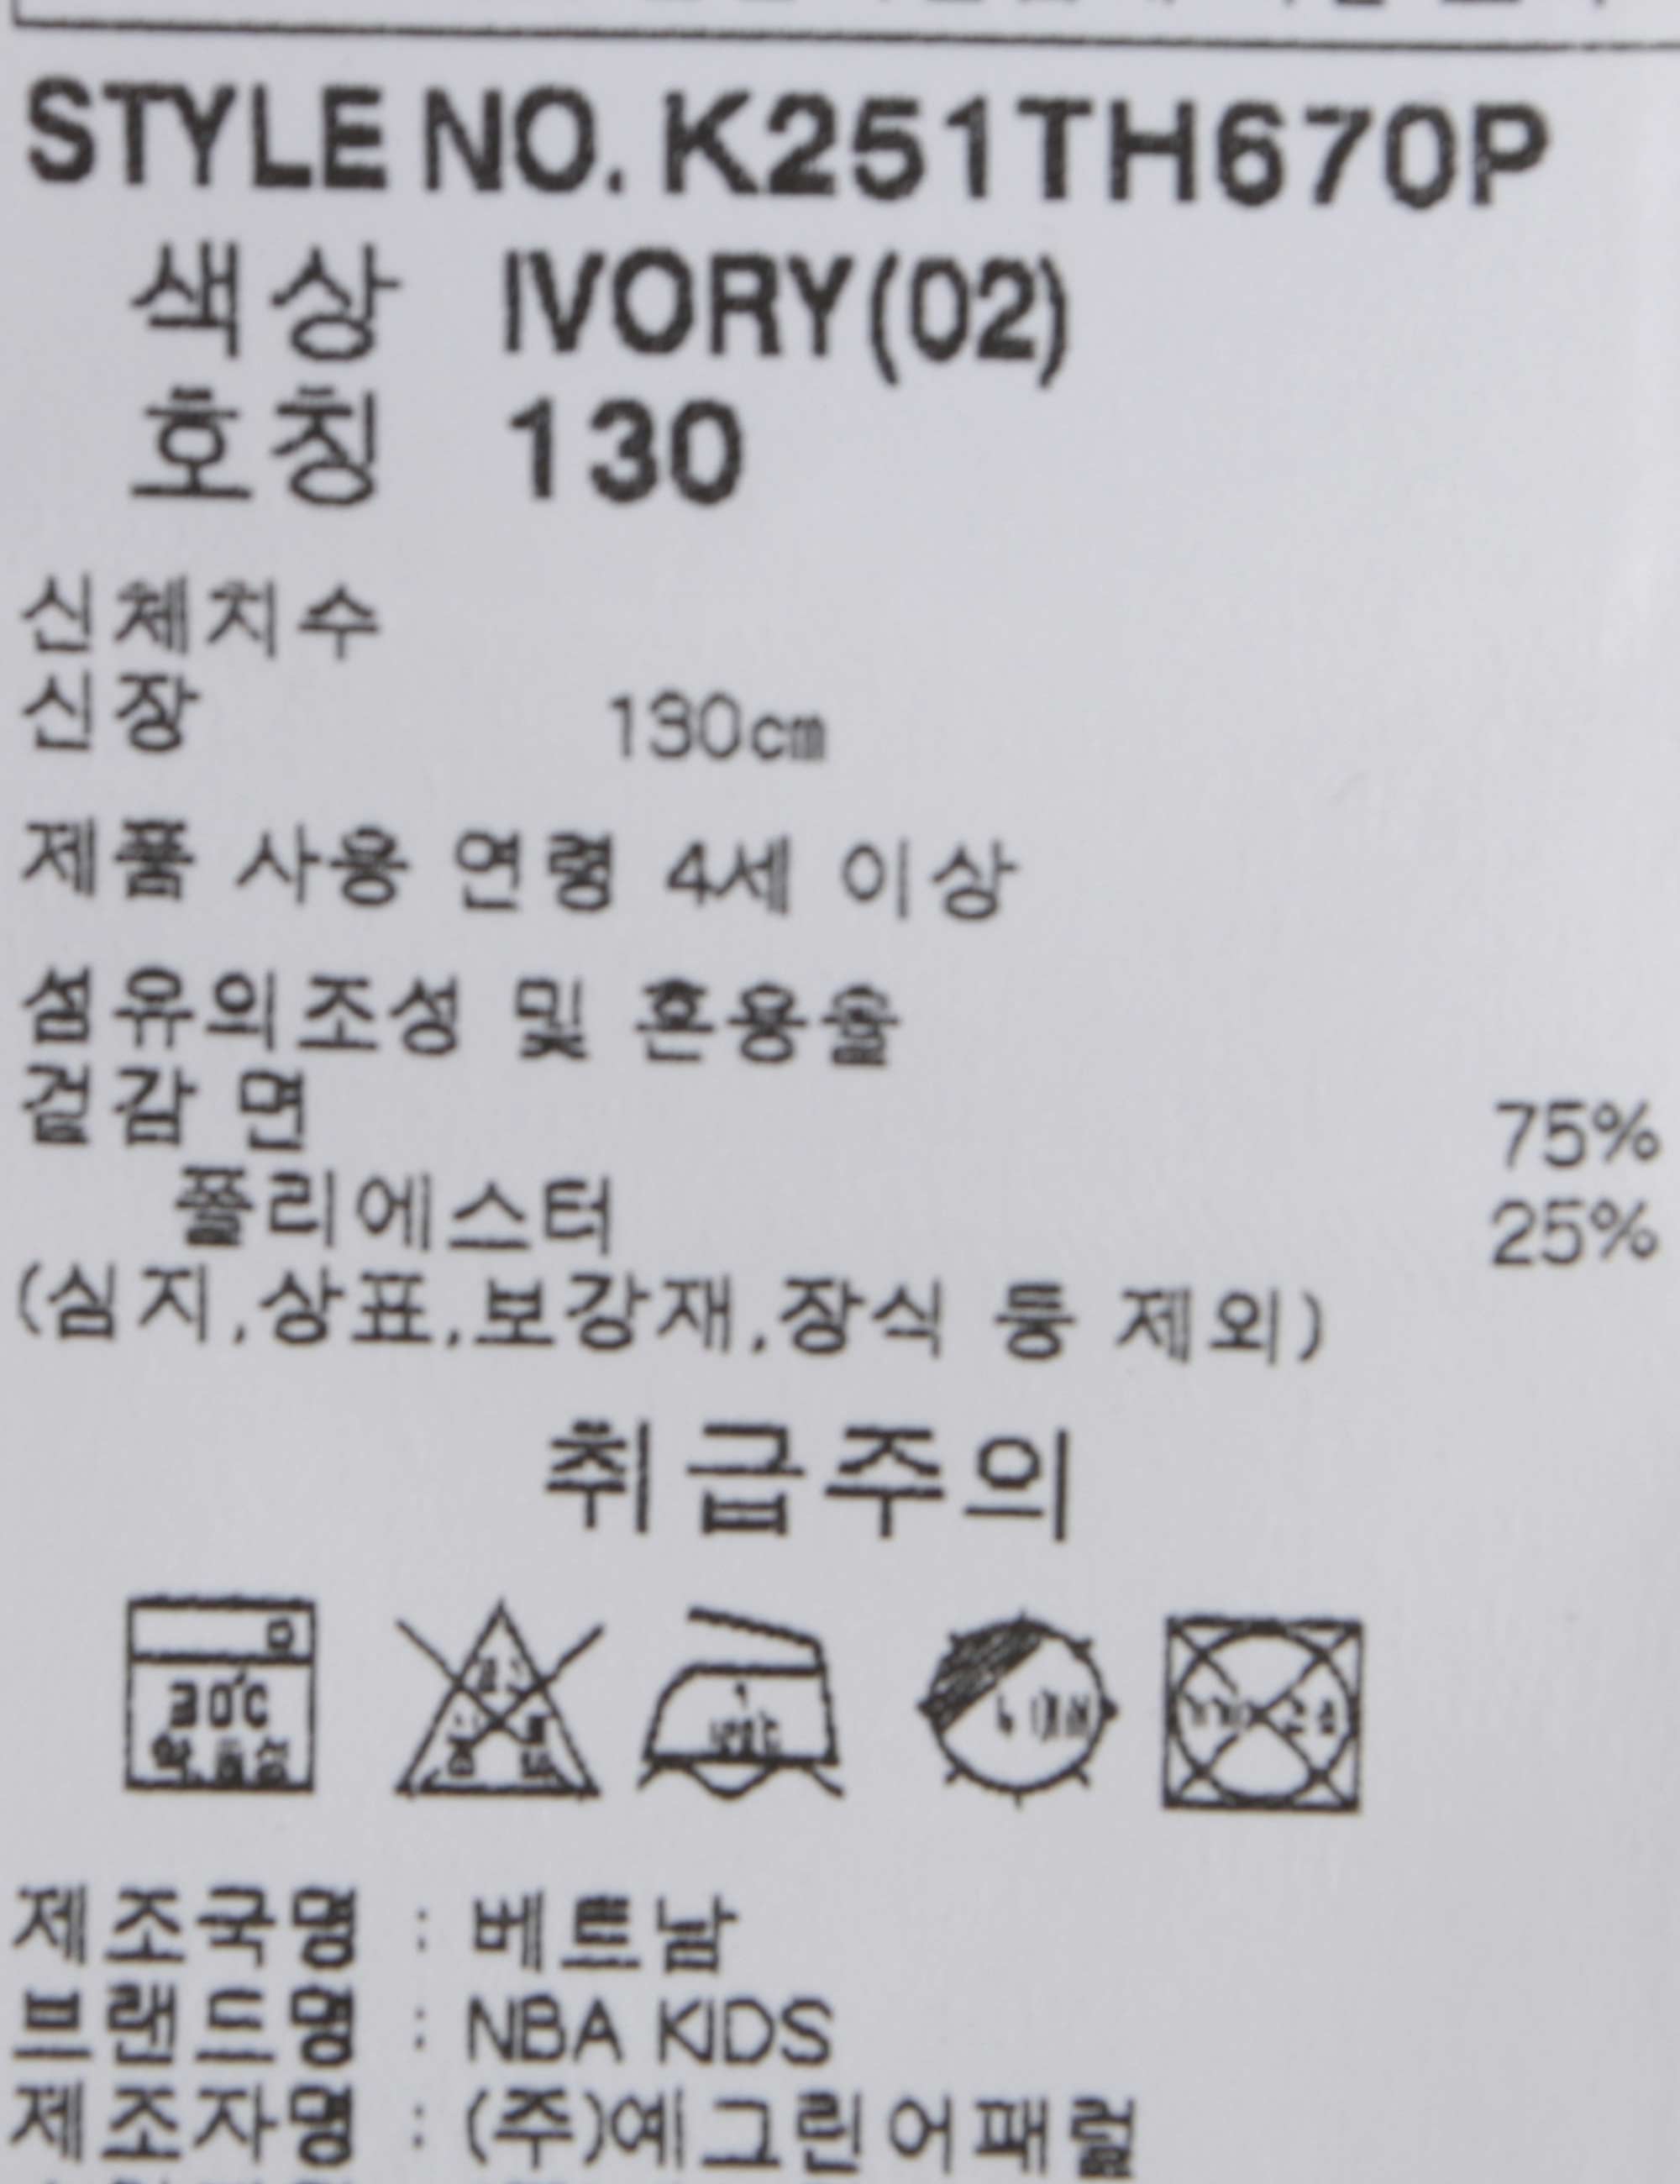 STYLE NO. K251TH670P
색상 IVORY(02)
호칭 130
신체치수
신장 130cm
제품 사용 연령 4세 이상
섬유의조성 및 혼용율
겉감 면 75%
폴리에스터 25%
(심지,상표,보강재,장식 등 제외)
취급주의
30℃
제조국명 : 베트남
브랜드명 : NBA KIDS
제조자명 : (주)예그린어패럴